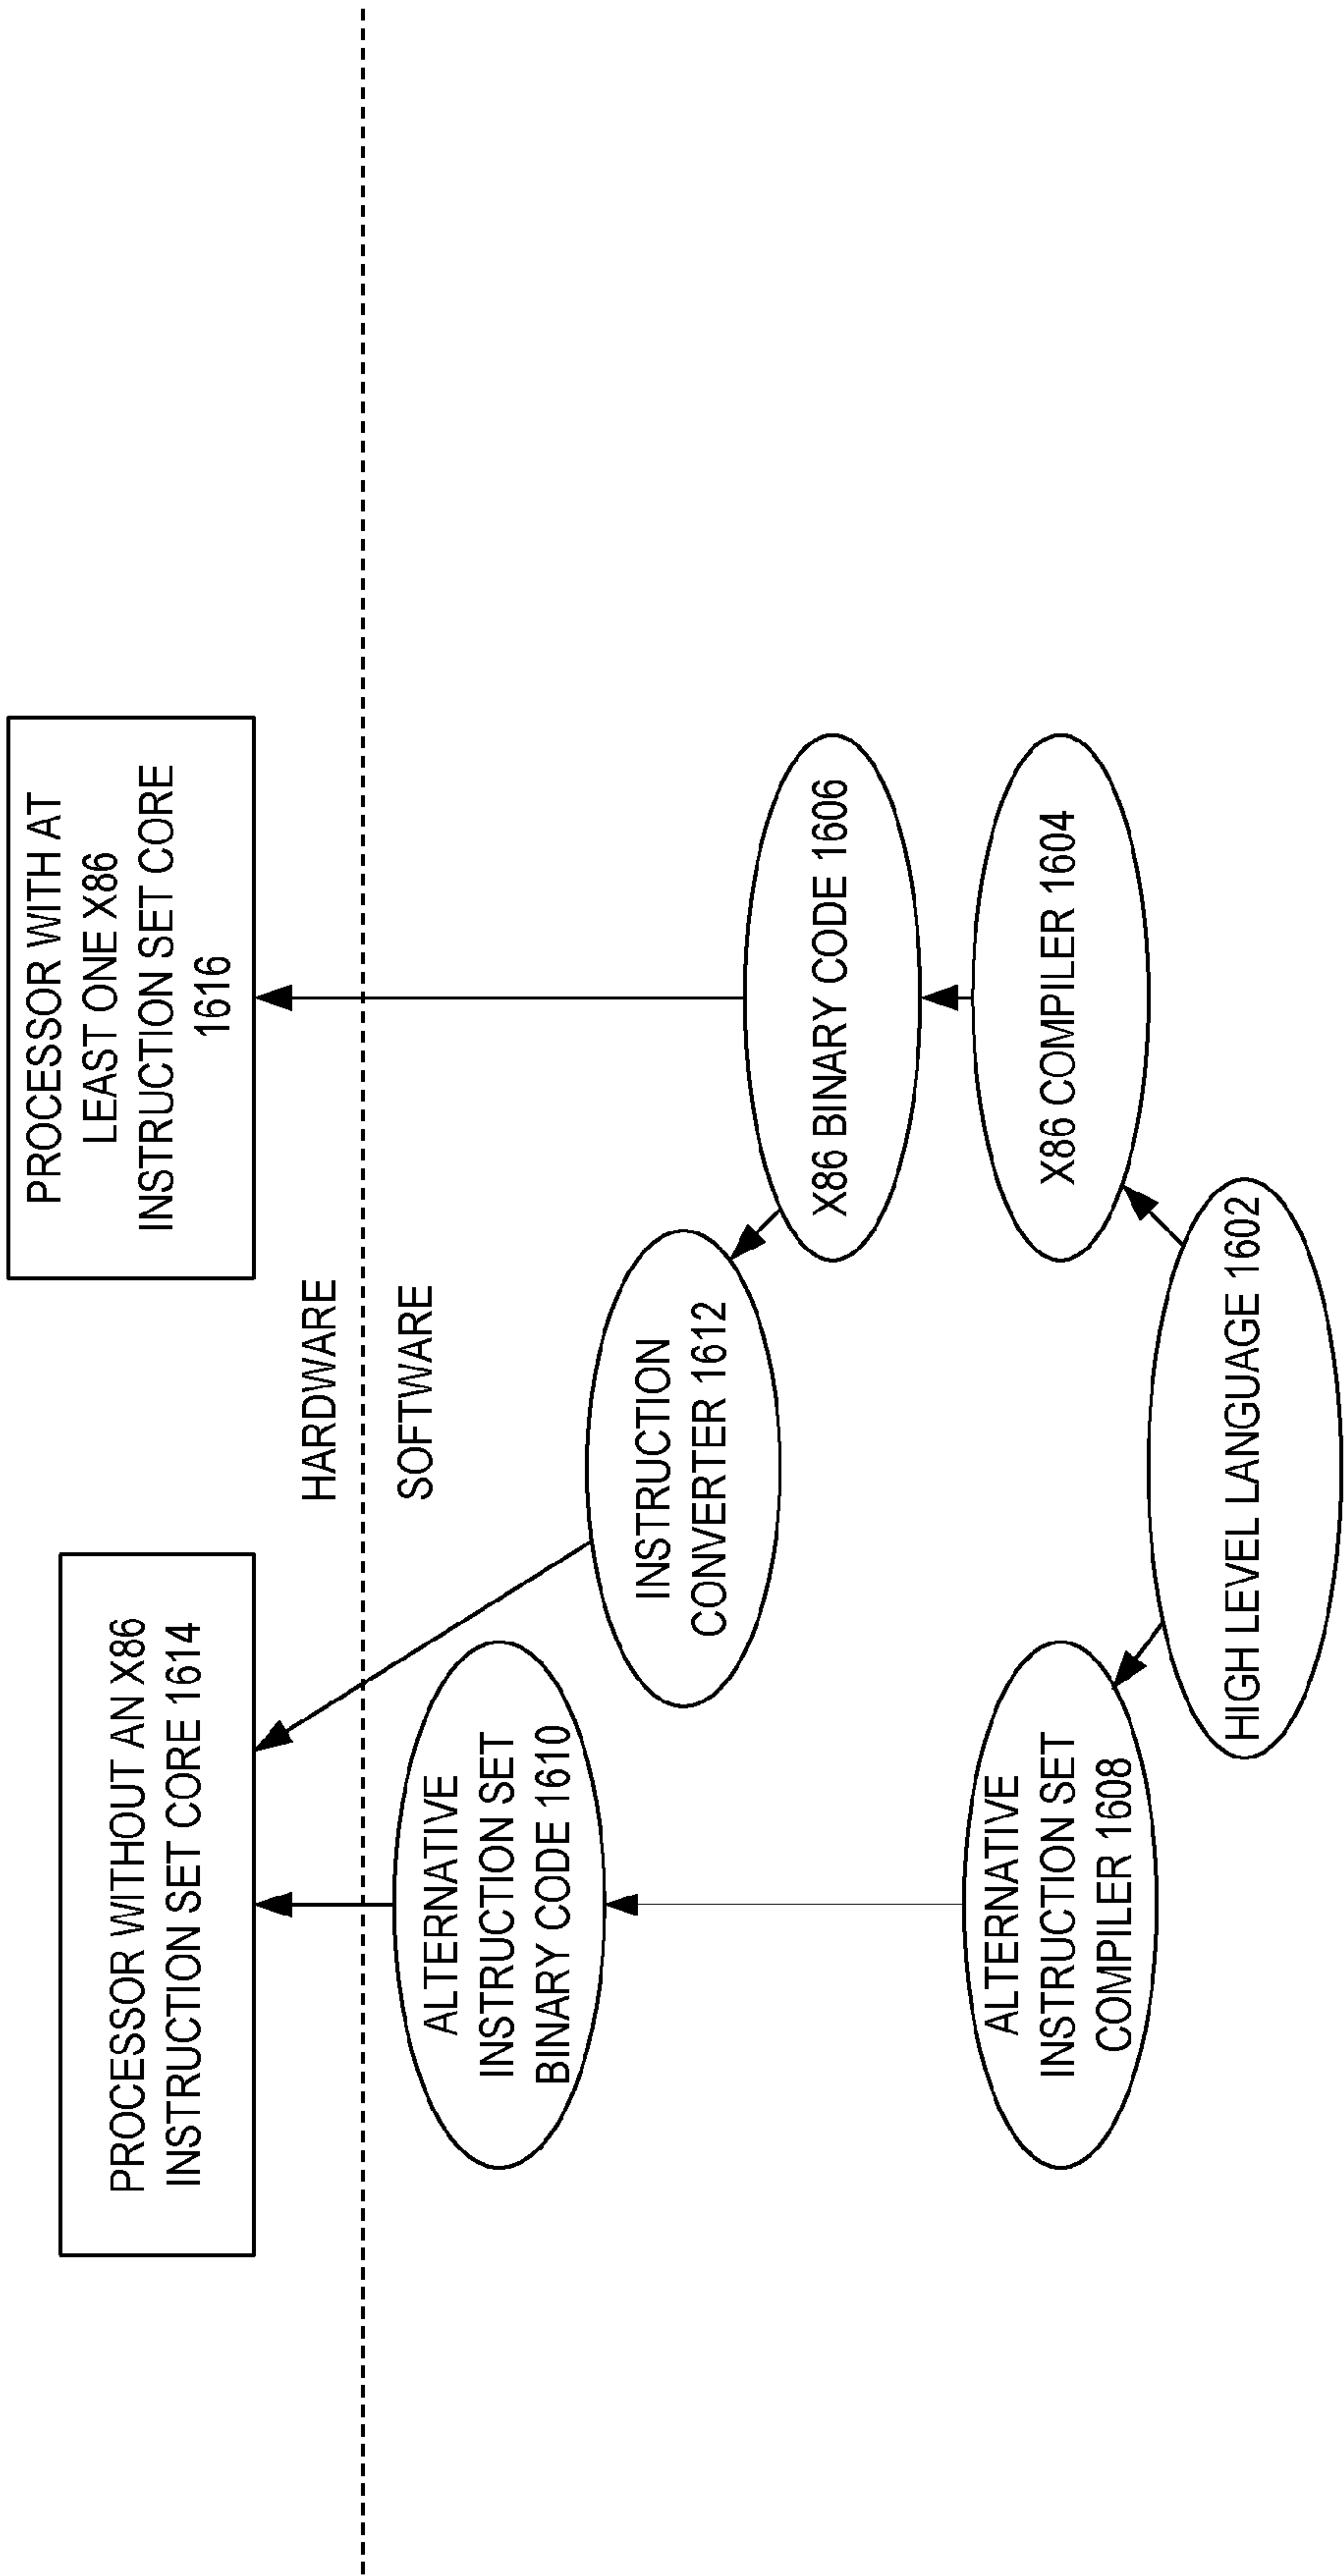 PROCESSOR WITHOUT AN X86
INSTRUCTION SET CORE 1614
PROCESSOR WITH AT
LEAST ONE X86
INSTRUCTION SET CORE
1616
HARDWARE
SOFTWARE
ALTERNATIVE
INSTRUCTION SET
BINARY CODE 1610
INSTRUCTION
CONVERTER 1612
X86 BINARY CODE 1606
ALTERNATIVE
INSTRUCTION SET
COMPILER 1608
X86 COMPILER 1604
HIGH LEVEL LANGUAGE 1602